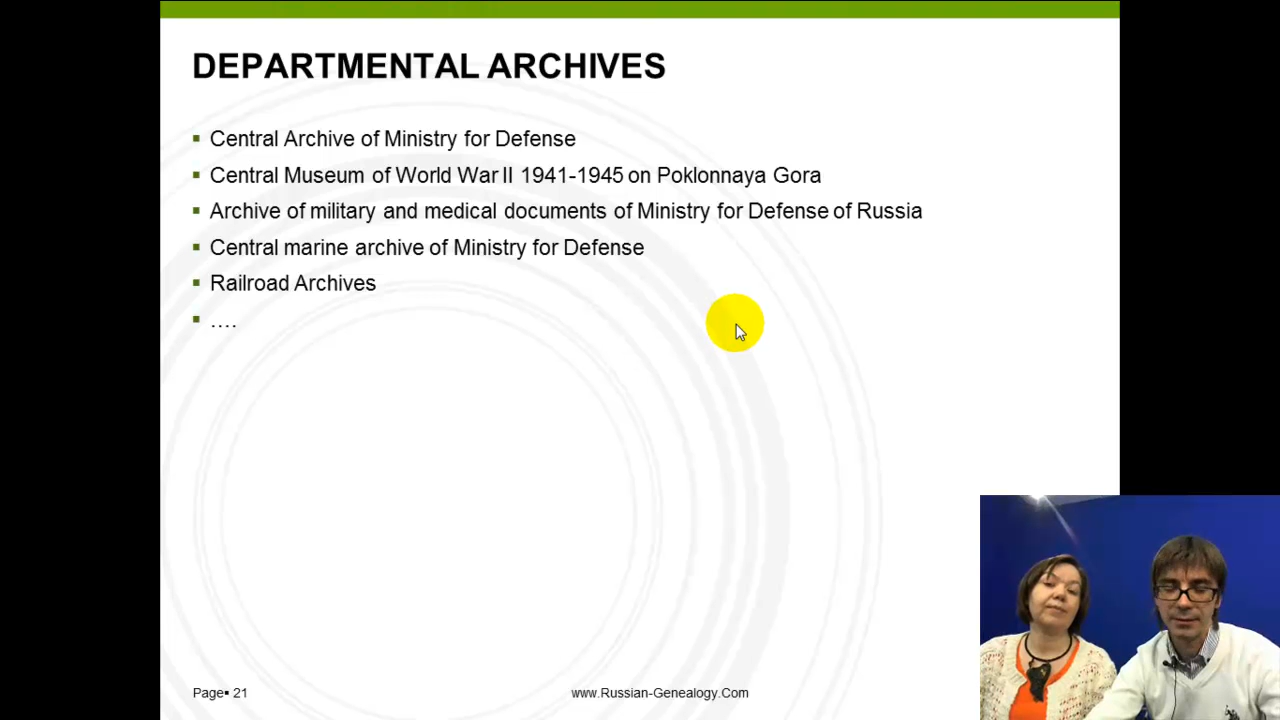 DEPARTMENTAL ARCHIVES
Central Archive of Ministry for Defense
Central Museum of World War II 1941-1945 on Poklonnaya Gora
Archive of military and medical documents of Ministry for Defense of Russia
Central marine archive of Ministry for Defense
Railroad Archives
....
Page▪ 21
www.Russian-Genealogy.Com